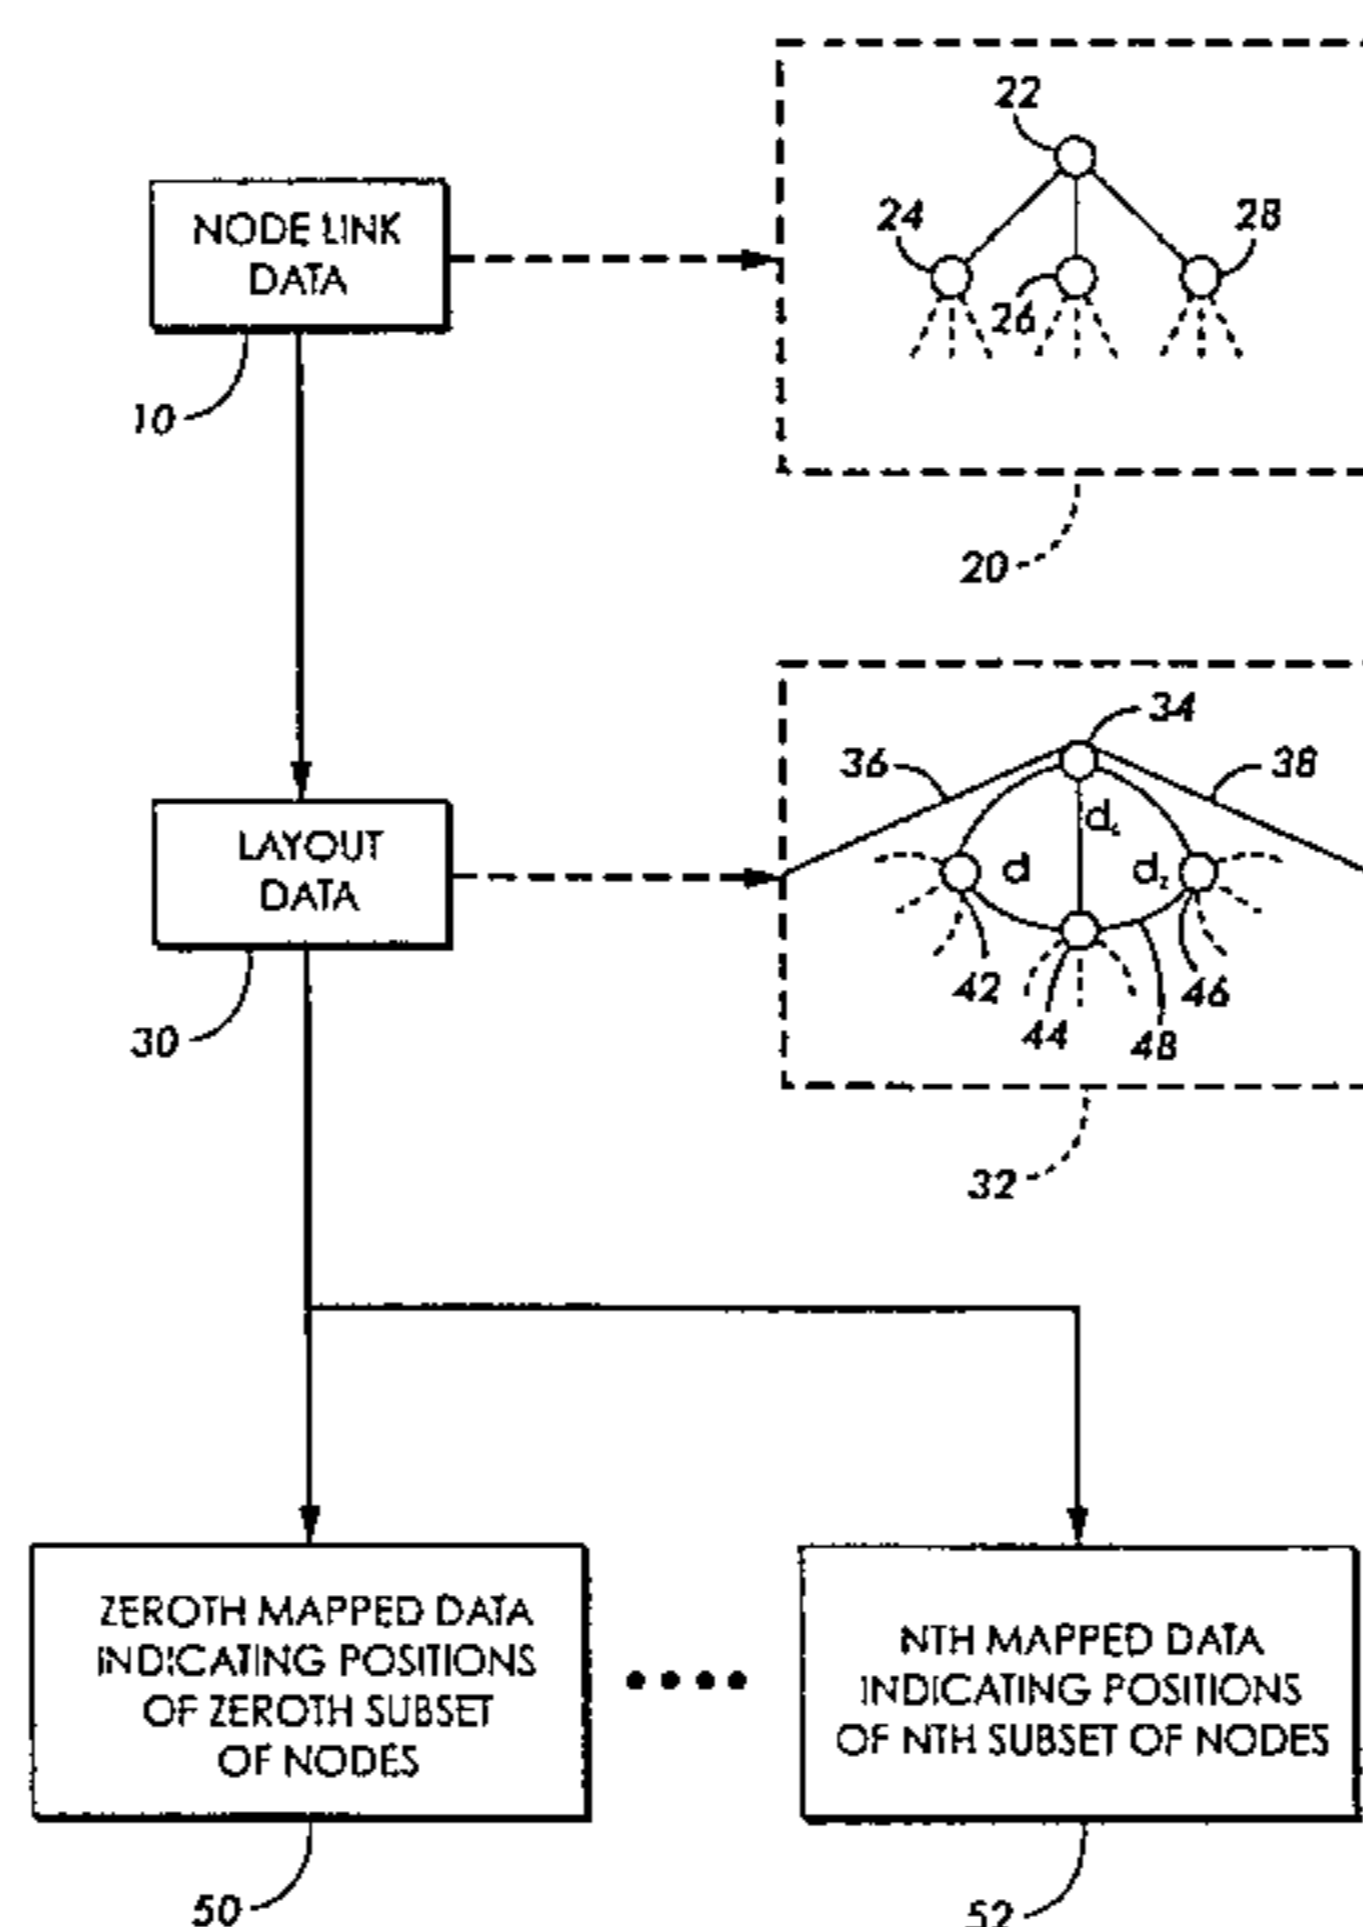 22
NODE LINK
DATA
24
28
26
10
20
34
36
38
d
LAYOUT
DATA
d
d2
42
46
44
48
30
32
ZEROTH MAPPED DATA
INDICATING POSITIONS
OF ZEROTH SUBSET
OF NODES
NTH MAPPED DATA
INDICATING POSITIONS
OF NTH SUBSET OF NODES
50
52